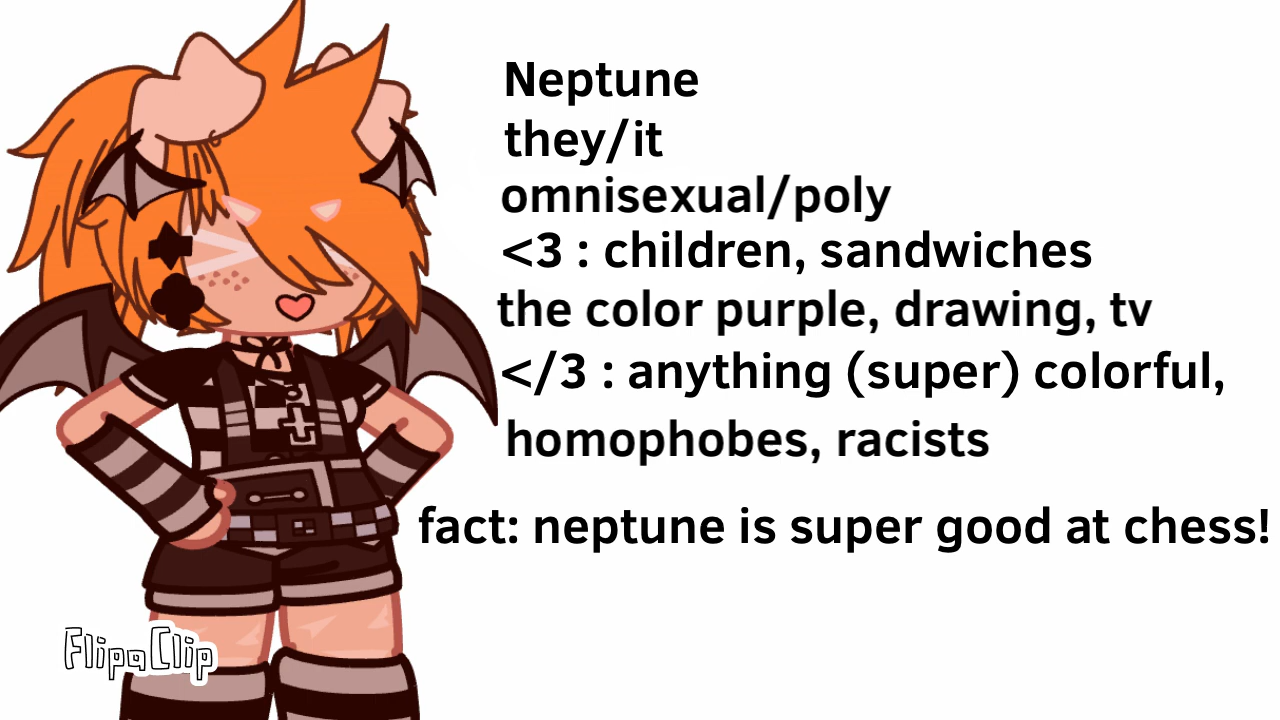 Neptune
they/it
omnisexual/poly
<3 : children, sandwiches
the color purple, drawing, tv
</3 : anything (super) colorful,
homophobes, racists
fact: neptune is super good at chess!
FlipaClip